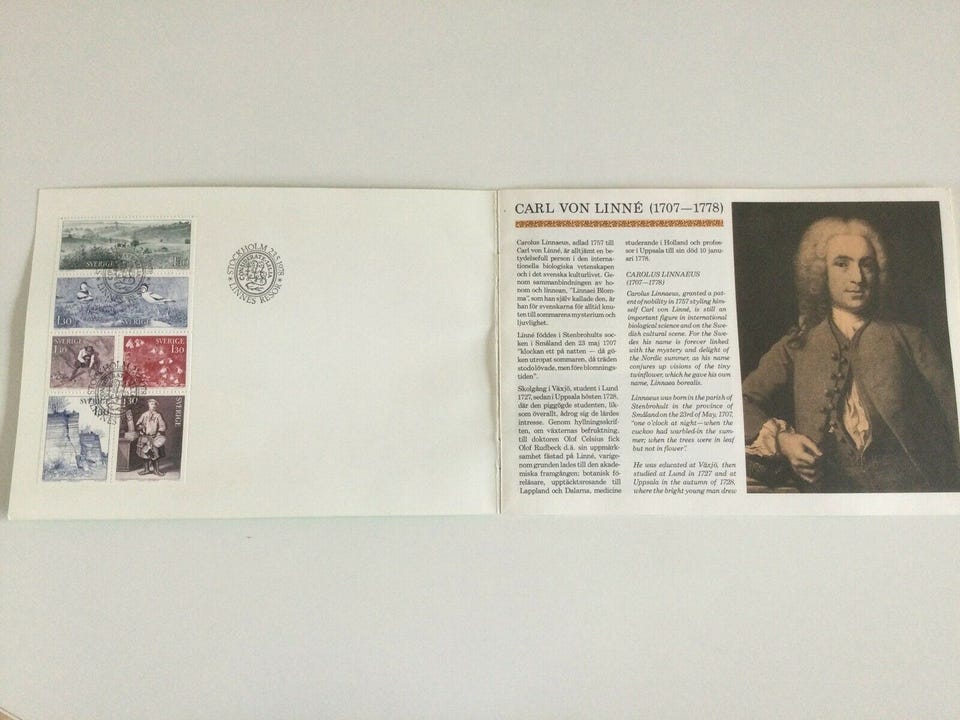 SVERIGE
1.30
1.30
SVERIGE
1.30
SVERIGE
1.30
SVERIGE
1.30
1.30
SVERIGE
STOCKHOLM 23.5.1978
* LINNÉS RESOR *
CARL VON LINNÉ (1707—1778)
Carolus Linnaeus, adlad 1757 till
Carl von Linné, är alltjämt en be-
tydelsefull person i den interna-
tionella biologiska vetenskapen
och i det svenska kulturlivet. Ge-
nom sammanbindningen av ho-
nom och linnean, "Linnaei Blom-
ma", som han själv kallade den, är
han för svenskarna för alltid knu-
ten till sommarens mysterium och
ljuvlighet.
Linné föddes i Stenbrohults soc-
ken i Småland den 23 maj 1707
"klockan ett på natten — då gö-
ken utropat sommaren, då träden
stodo lövade, men före blomnings-
tiden".
Skolgång i Växjö, student i Lund
1727, sedan i Uppsala hösten 1728,
där den piggögde studenten, lik-
som överallt, ådrog sig de lärdes
intresse. Genom hyllningsskrif-
ten, om växternas befruktning,
till doktoren Olof Celsius fick
Olof Rudbeck d.ä. sin uppmärk-
samhet fästad på Linné, varige-
nom grunden lades till den akade-
miska framgången: botanisk fö-
reläsare, upptäcktsresande till
Lappland och Dalarna, medicine
studerande i Holland och profes-
sor i Uppsala till sin död 10 janu-
ari 1778.
CAROLUS LINNAEUS
(1707—1778)
Carolus Linnaeus, granted a pat-
ent of nobility in 1757 styling him-
self Carl von Linné, is still an
important figure in international
biological science and on the Swe-
dish cultural scene. For the Swe-
des his name is forever linked
with the mystery and delight of
the Nordic summer, as his name
conjures up visions of the tiny
twinflower, which he gave his own
name, Linnaea borealis.
Linnaeus was born in the parish of
Stenbrohult in the province of
Småland on the 23rd of May, 1707,
"one o'clock at night—when the
cuckoo had warbled-in the sum-
mer; when the trees were in leaf
but not in flower".
He was educated at Växjö, then
studied at Lund in 1727 and at
Uppsala in the autumn of 1728,
where the bright young man drew